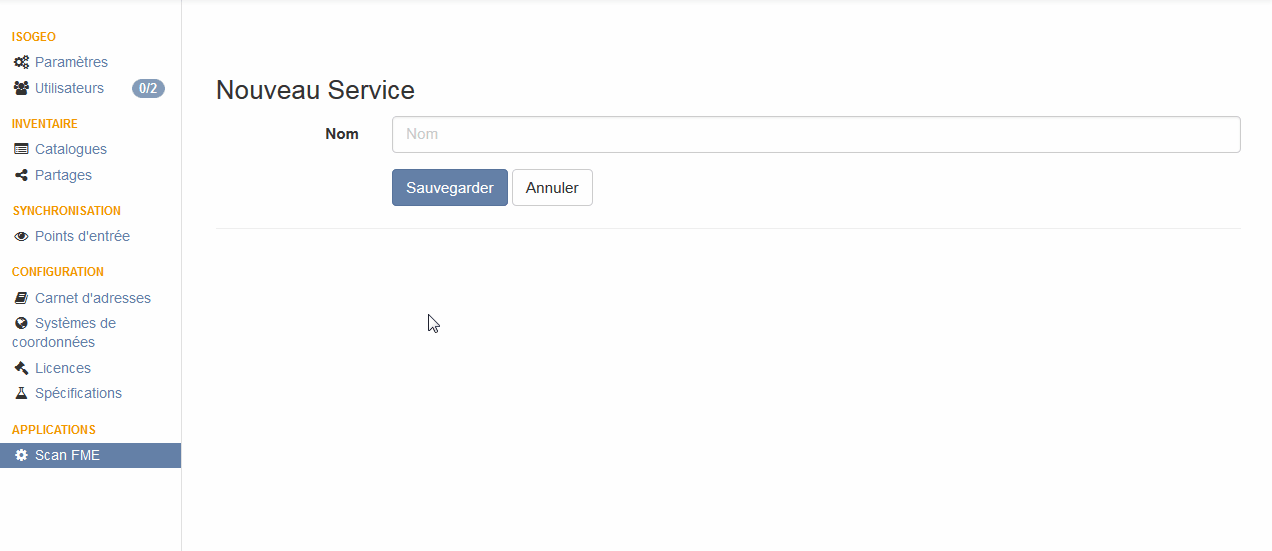 ISOGEO
Paramètres
Utilisateurs 0/2
INVENTAIRE
Catalogues
Partages
SYNCHRONISATION
Points d'entrée
CONFIGURATION
Carnet d'adresses
Systèmes de
coordonnées
Licences
Spécifications
APPLICATIONS
Scan FME
Nouveau Service
Nom Nom
Sauvegarder Annuler